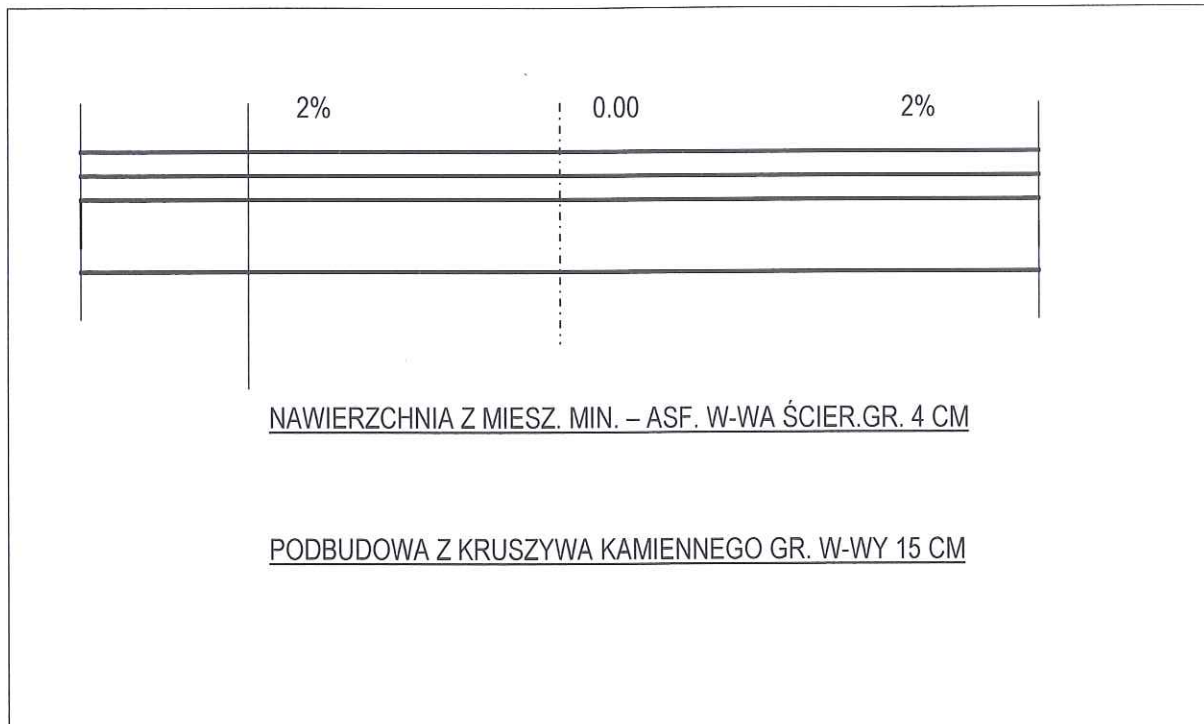 2% 0.00 2%
NAWIERZCHNIA Z MIESZ. MIN. – ASF. W-WA ŚCIER.GR. 4 CM
PODBUDOWA Z KRUSZYWA KAMIENNEGO GR. W-WY 15 CM